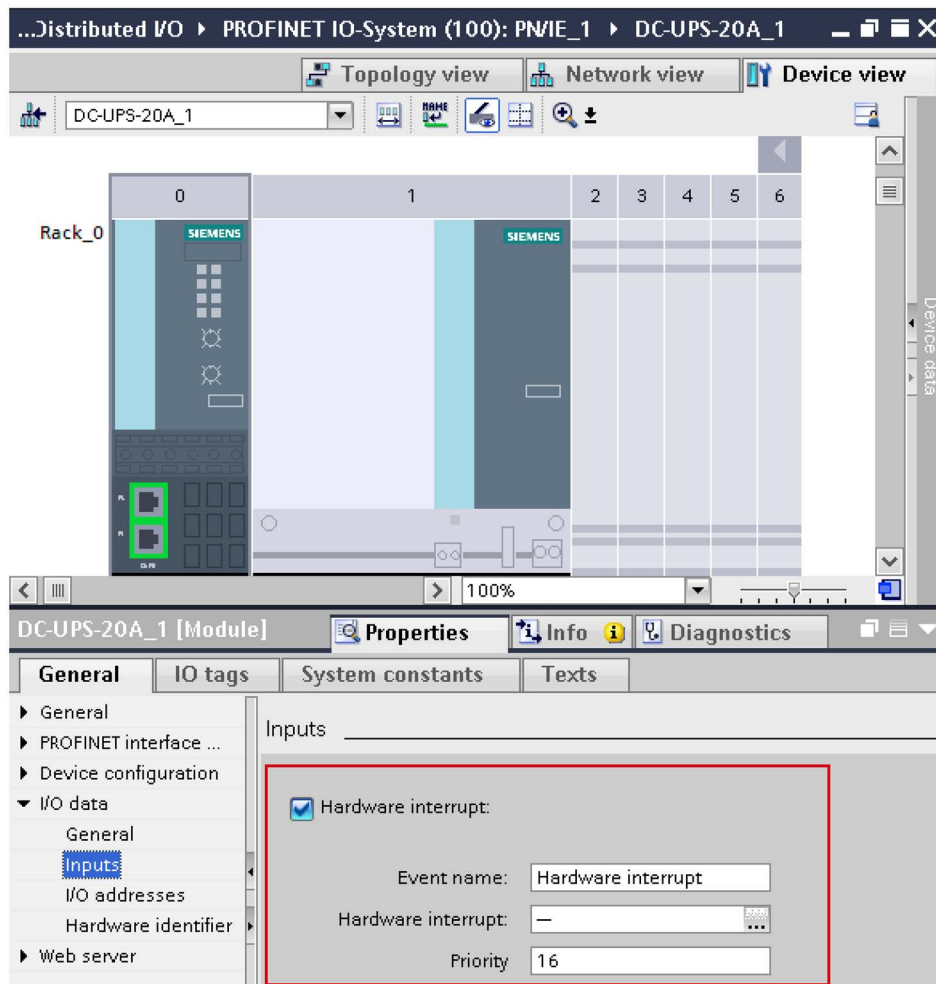 ...Distributed I/O ▸ PROFINET IO-System (100): PN/IE_1 ▸ DC-UPS-20A_1
Topology view Network view Device view
DC-UPS-20A_1
0 1 2 3 4 5 6
Rack_0
SIEMENS SIEMENS
Device data
100%
DC-UPS-20A_1 [Module] Properties Info Diagnostics
General IO tags System constants Texts
General
PROFINET interface ...
Device configuration
I/O data
General
Inputs
I/O addresses
Hardware identifier
Web server
Inputs
Hardware interrupt:
Event name: Hardware interrupt
Hardware interrupt: — ...
Priority 16